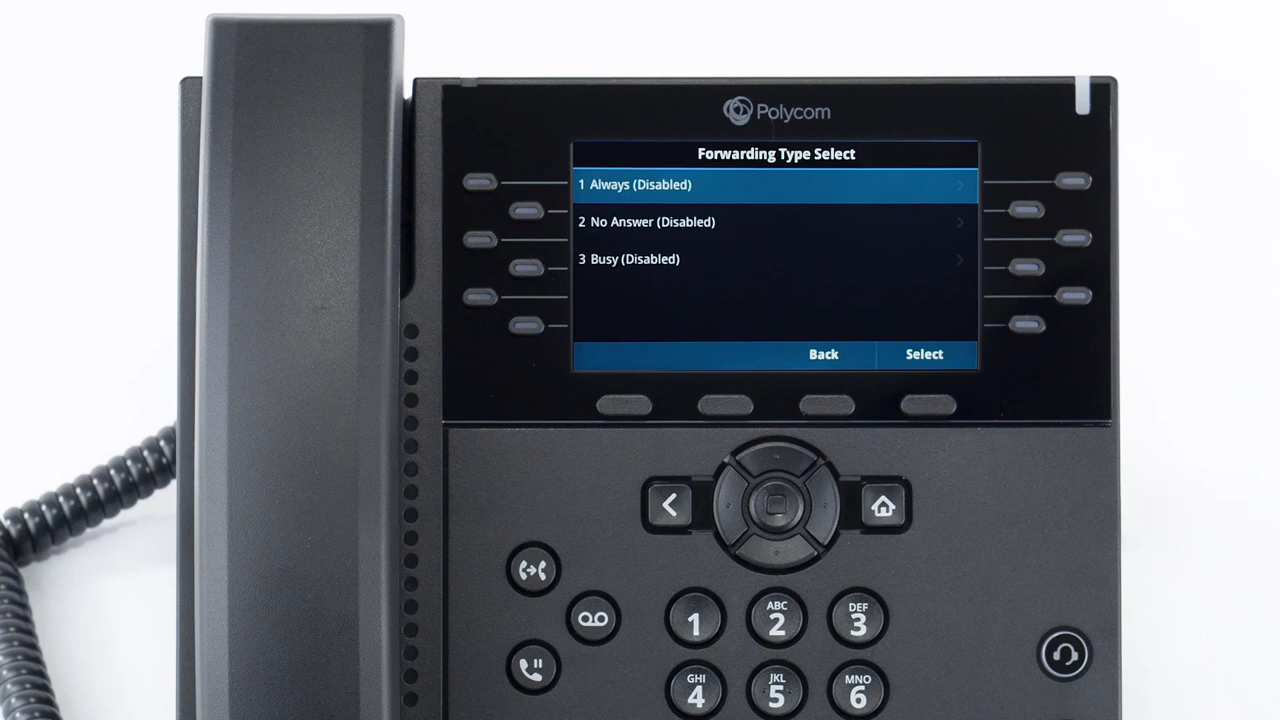 Polycom
Forwarding Type Select
1 Always (Disabled)
2 No Answer (Disabled)
3 Busy (Disabled)
Back Select
1 ABC 2 DEF 3
GHI 4 JKL 5 MNO 6